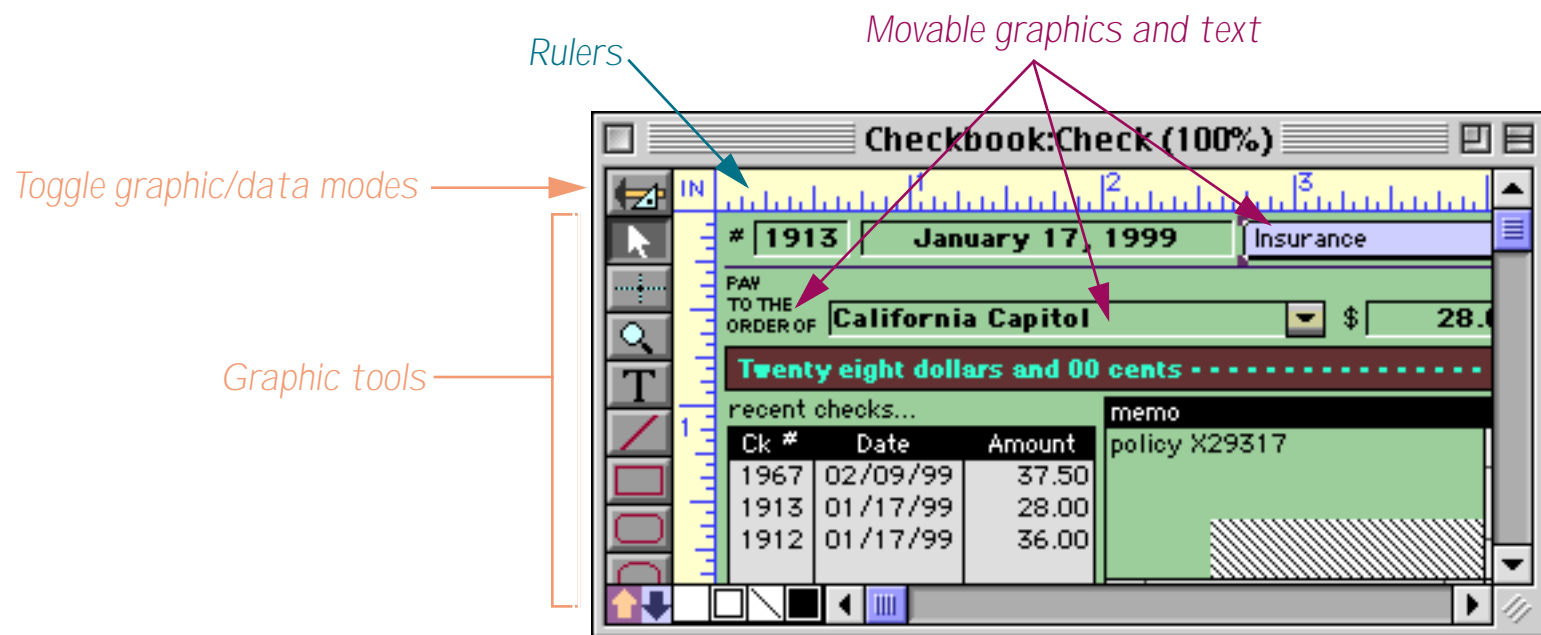 Movable graphics and text
Rulers
Checkbook:Check (100%)
Toggle graphic/data modes
IN 1 2 3
# 1913 January 17, 1999 Insurance
PAY
TO THE
ORDER OF California Capitol $ 28.
Twenty eight dollars and 00 cents - - - - - - - - - - - - - - - -
Graphic tools
T
recent checks... memo
1
Ck # Date Amount policy X29317
1967 02/09/99 37.50
1913 01/17/99 28.00
1912 01/17/99 36.00